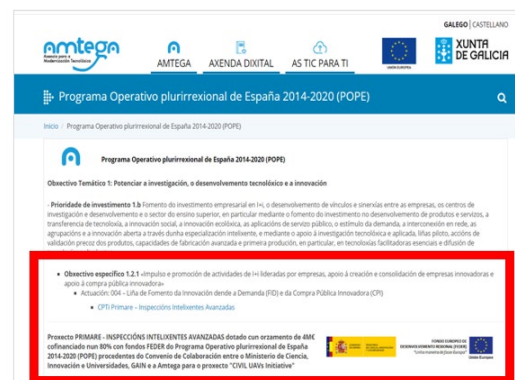 GALEGO | CASTELLANO
amtega
Axencia para a
Modernización Tecnolóxica
AMTEGA
AXENDA DIXITAL
AS TIC PARA TI
UNIÓN EUROPEA
XUNTA
DE GALICIA
Programa Operativo plurirrexional de España 2014-2020 (POPE)
Inicio / Programa Operativo plurirrexional de España 2014-2020 (POPE)
Programa Operativo plurirrexional de España 2014-2020 (POPE)
Obxectivo Temático 1: Potenciar a investigación, o desenvolvemento tecnolóxico e a innovación
- Prioridade de investimento 1.b Fomento do investimento empresarial en I+i, o desenvolvemento de vínculos e sinerxias entre as empresas, os centros de
investigación e desenvolvemento e o sector do ensino superior, en particular mediante o fomento do investimento no desenvolvemento de produtos e servizos, a
transferencia de tecnoloxía, a innovación social, a innovación ecolóxica, as aplicacións de servizo público, o estímulo da demanda, a interconexión en rede, as
agrupacións e a innovación aberta a través dunha especialización intelixente, e mediante o apoio á investigación tecnolóxica e aplicada, liñas piloto, accións de
validación precoz dos produtos, capacidades de fabricación avanzada e primeira produción, en particular, en tecnoloxías facilitadoras esenciais e difusión de
• Obxectivo específico 1.2.1 «Impulso e promoción de actividades de I+i lideradas por empresas, apoio á creación e consolidación de empresas innovadoras e
apoio á compra pública innovadora»
• Actuación: 004 – Liña de Fomento da Innovación dende a Demanda (FID) e da Compra Pública Innovadora (CPI)
• CPTi Primare – Inspeccións Intelixentes Avanzadas
Proxecto PRIMARE - INSPECCIÓNS INTELIXENTES AVANZADAS dotado cun orzamento de 4M€
cofinanciado nun 80% con fondos FEDER do Programa Operativo plurirrexional de España
2014-2020 (POPE) procedentes do Convenio de Colaboración entre o Ministerio de Ciencia,
Innovación e Universidades, GAIN e a Amtega para o proxecto "CIVIL UAVs Initiative"
FONDO EUROPEO DE
DESENVOLVEMENTO REXIONAL (FEDER)
"Unha maneira de facer Europa"
Unión Europea